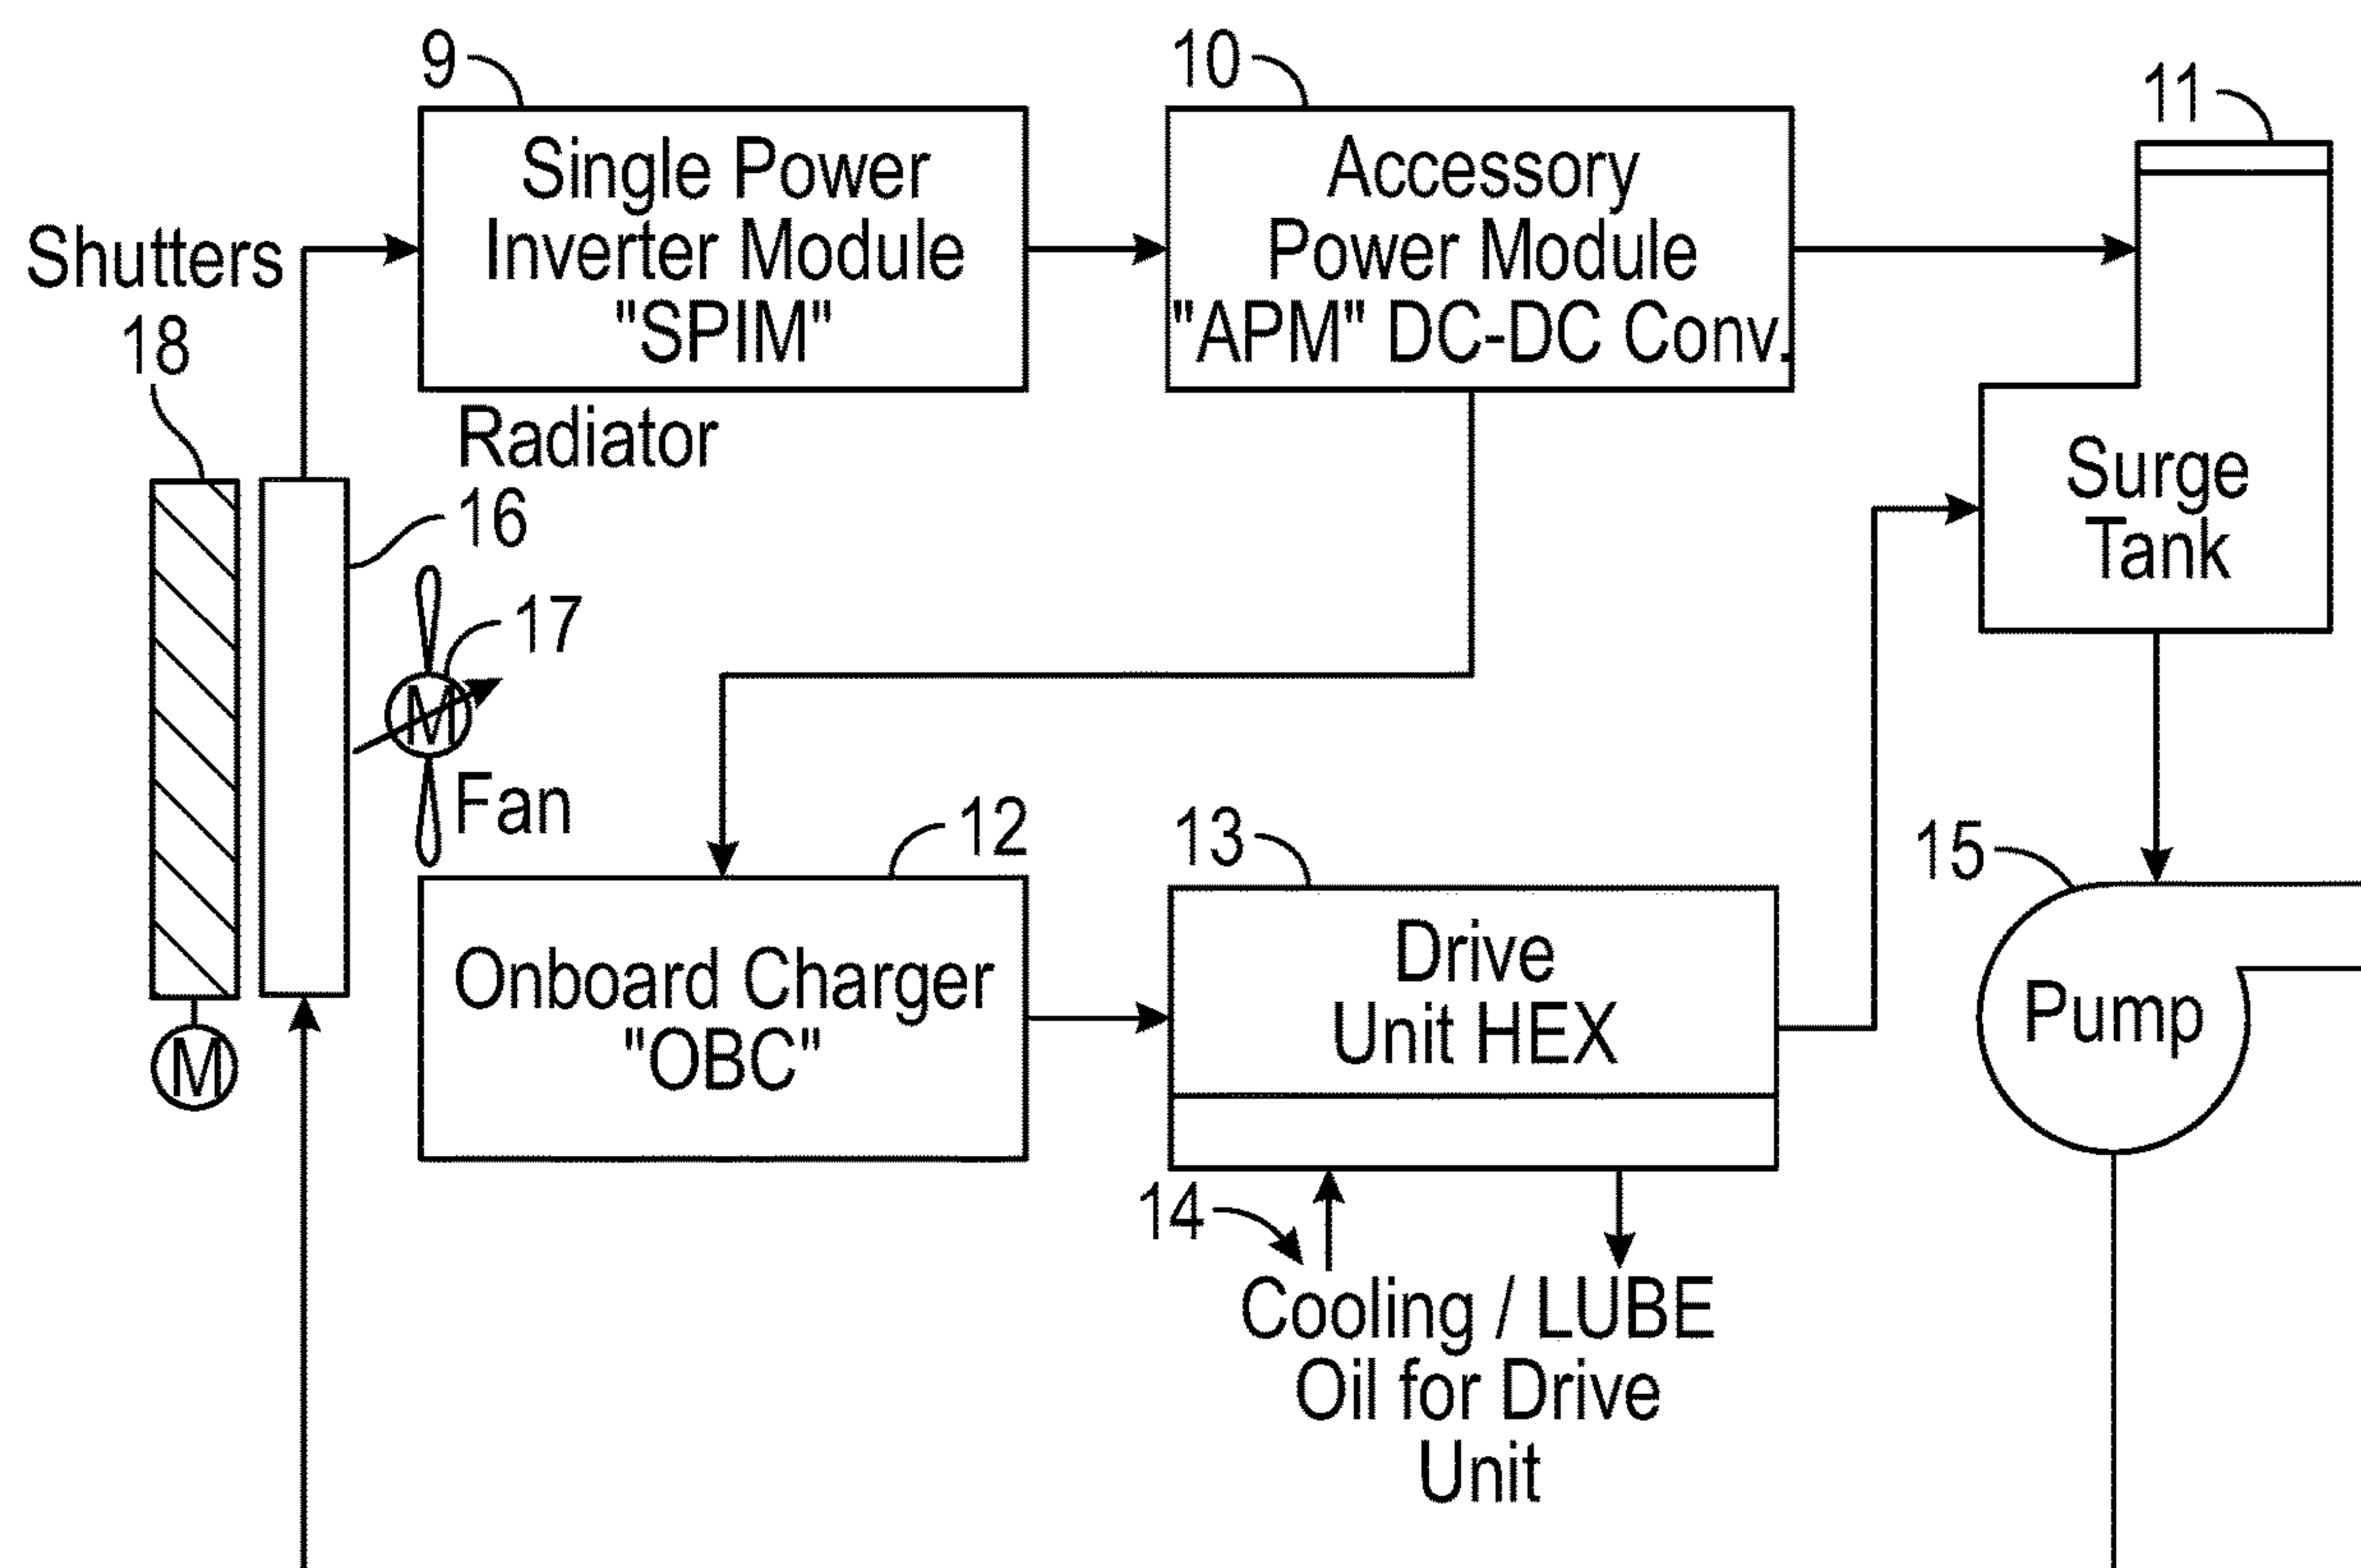 9
10
11
Single Power
Inverter Module
"SPIM"
Accessory
Power Module
"APM" DC-DC Conv.
Shutters
18
Radiator
16
17
M
Fan
Surge
Tank
12
13
15
Onboard Charger
"OBC"
Drive
Unit HEX
Pump
M
14
Cooling / LUBE
Oil for Drive
Unit